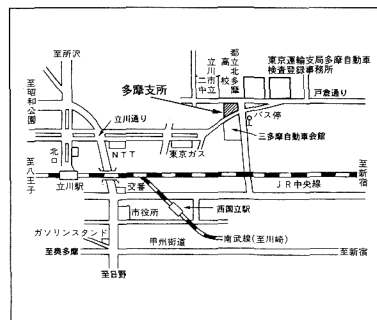 至所沢
至昭和公園
立川二中
市立
都立北多摩高校
東京運輸支局多摩自動車
検査登録事務所
戸倉通り
多摩支所
バス停
立川通り
三多摩自動車会館
北
NTT
東京ガス
至八王子
立川駅
交番
JR中央線
至新宿
市役所
西国立駅
ガソリンスタンド
甲州街道
南武線(至川崎)
至奥多摩
至新宿
至日野